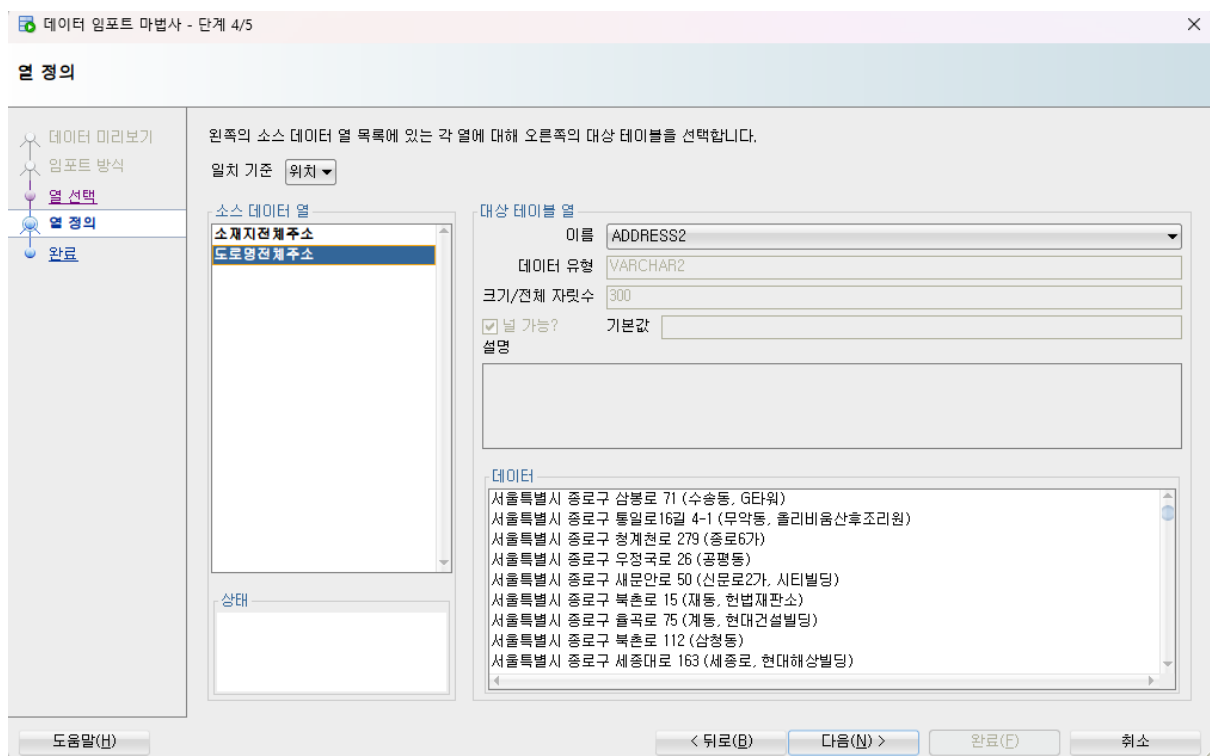 데이터 임포트 마법사 - 단계 4/5
열 정의
데이터 미리보기
임포트 방식
열 선택
열 정의
완료
왼쪽의 소스 데이터 열 목록에 있는 각 열에 대해 오른쪽의 대상 테이블을 선택합니다.
일치 기준 위치
소스 데이터 열
소재지전체주소
도로명전체주소
상태
대상 테이블 열
이름 ADDRESS2
데이터 유형 VARCHAR2
크기/전체 자릿수 300
널 가능? 기본값
설명
데이터
서울특별시 종로구 삼봉로 71 (수송동, G타워)
서울특별시 종로구 통일로16길 4-1 (무악동, 올리비움산후조리원)
서울특별시 종로구 청계천로 279 (종로6가)
서울특별시 종로구 우정국로 26 (공평동)
서울특별시 종로구 새문안로 50 (신문로2가, 시티빌딩)
서울특별시 종로구 북촌로 15 (재동, 헌법재판소)
서울특별시 종로구 율곡로 75 (계동, 현대건설빌딩)
서울특별시 종로구 북촌로 112 (삼청동)
서울특별시 종로구 세종대로 163 (세종로, 현대해상빌딩)
도움말(H) < 뒤로(B) 다음(N) > 완료(F) 취소